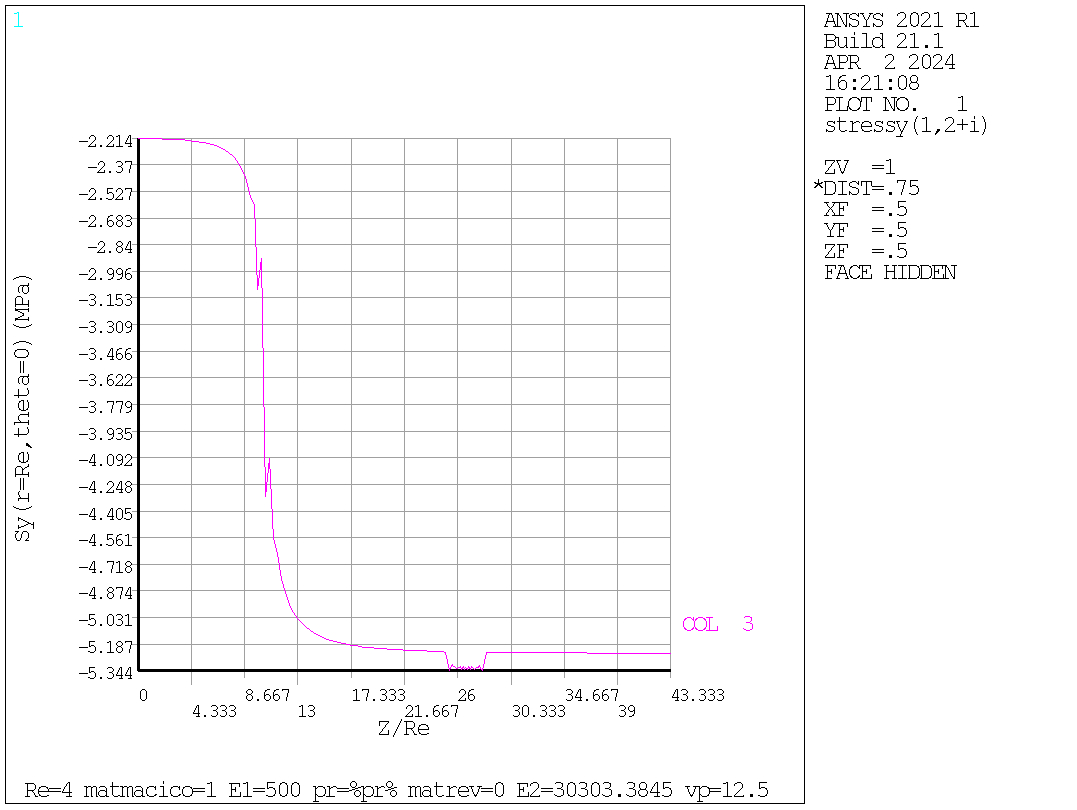 1
ANSYS 2021 R1
Build 21.1
APR  2 2024
16:21:08
PLOT NO.   1
stressy(1,2+i)
ZV  =1
*DIST=.75
XF  =.5
YF  =.5
ZF  =.5
FACE HIDDEN
Sy(r=Re,theta=0)(MPa)
-2.214
-2.37
-2.527
-2.683
-2.84
-2.996
-3.153
-3.309
-3.466
-3.622
-3.779
-3.935
-4.092
-4.248
-4.405
-4.561
-4.718
-4.874
-5.031
-5.187
-5.344
COL  3
0 8.667 17.333 26 34.667 43.333
4.333 13 21.667 30.333 39
Z/Re
Re=4 matmacico=1 E1=500 pr=%pr% matrev=0 E2=30303.3845 vp=12.5